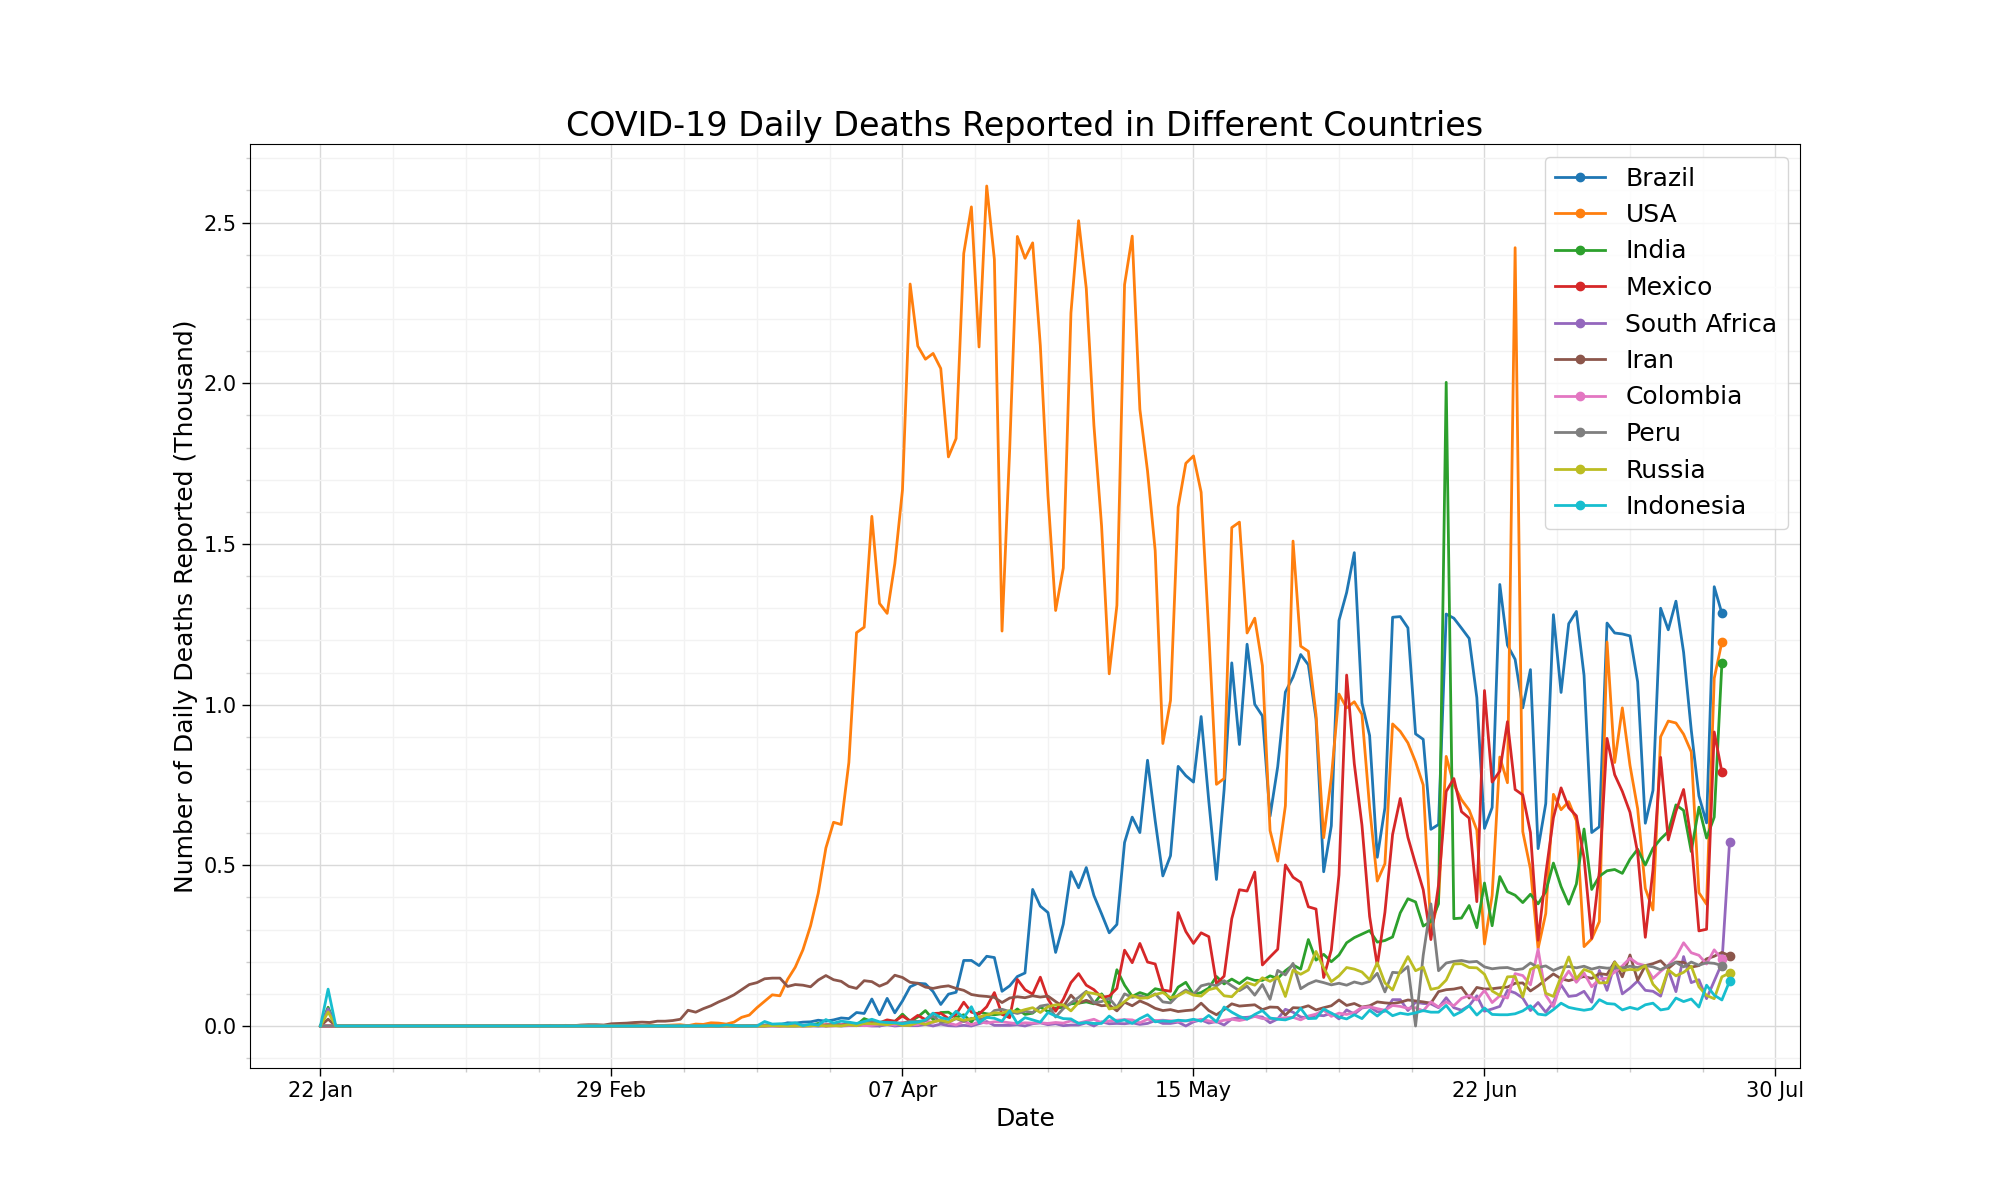 COVID-19 Daily Deaths Reported in Different Countries
Number of Daily Deaths Reported (Thousand)
2.5
2.0
1.5
1.0
0.5
0.0
Brazil
USA
India
Mexico
South Africa
Iran
Colombia
Peru
Russia
Indonesia
22 Jan
29 Feb
07 Apr
15 May
22 Jun
30 Jul
Date